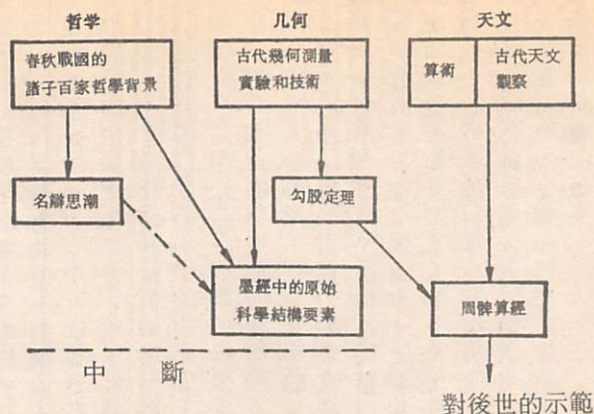 哲学
几何
天文
春秋戰國的
諸子百家哲學背景
古代幾何測量
實驗和技術
算術
古代天文
觀察
名辯思潮
勾股定理
墨經中的原始
科學結構要素
周髀算經
中 斷
對後世的示範